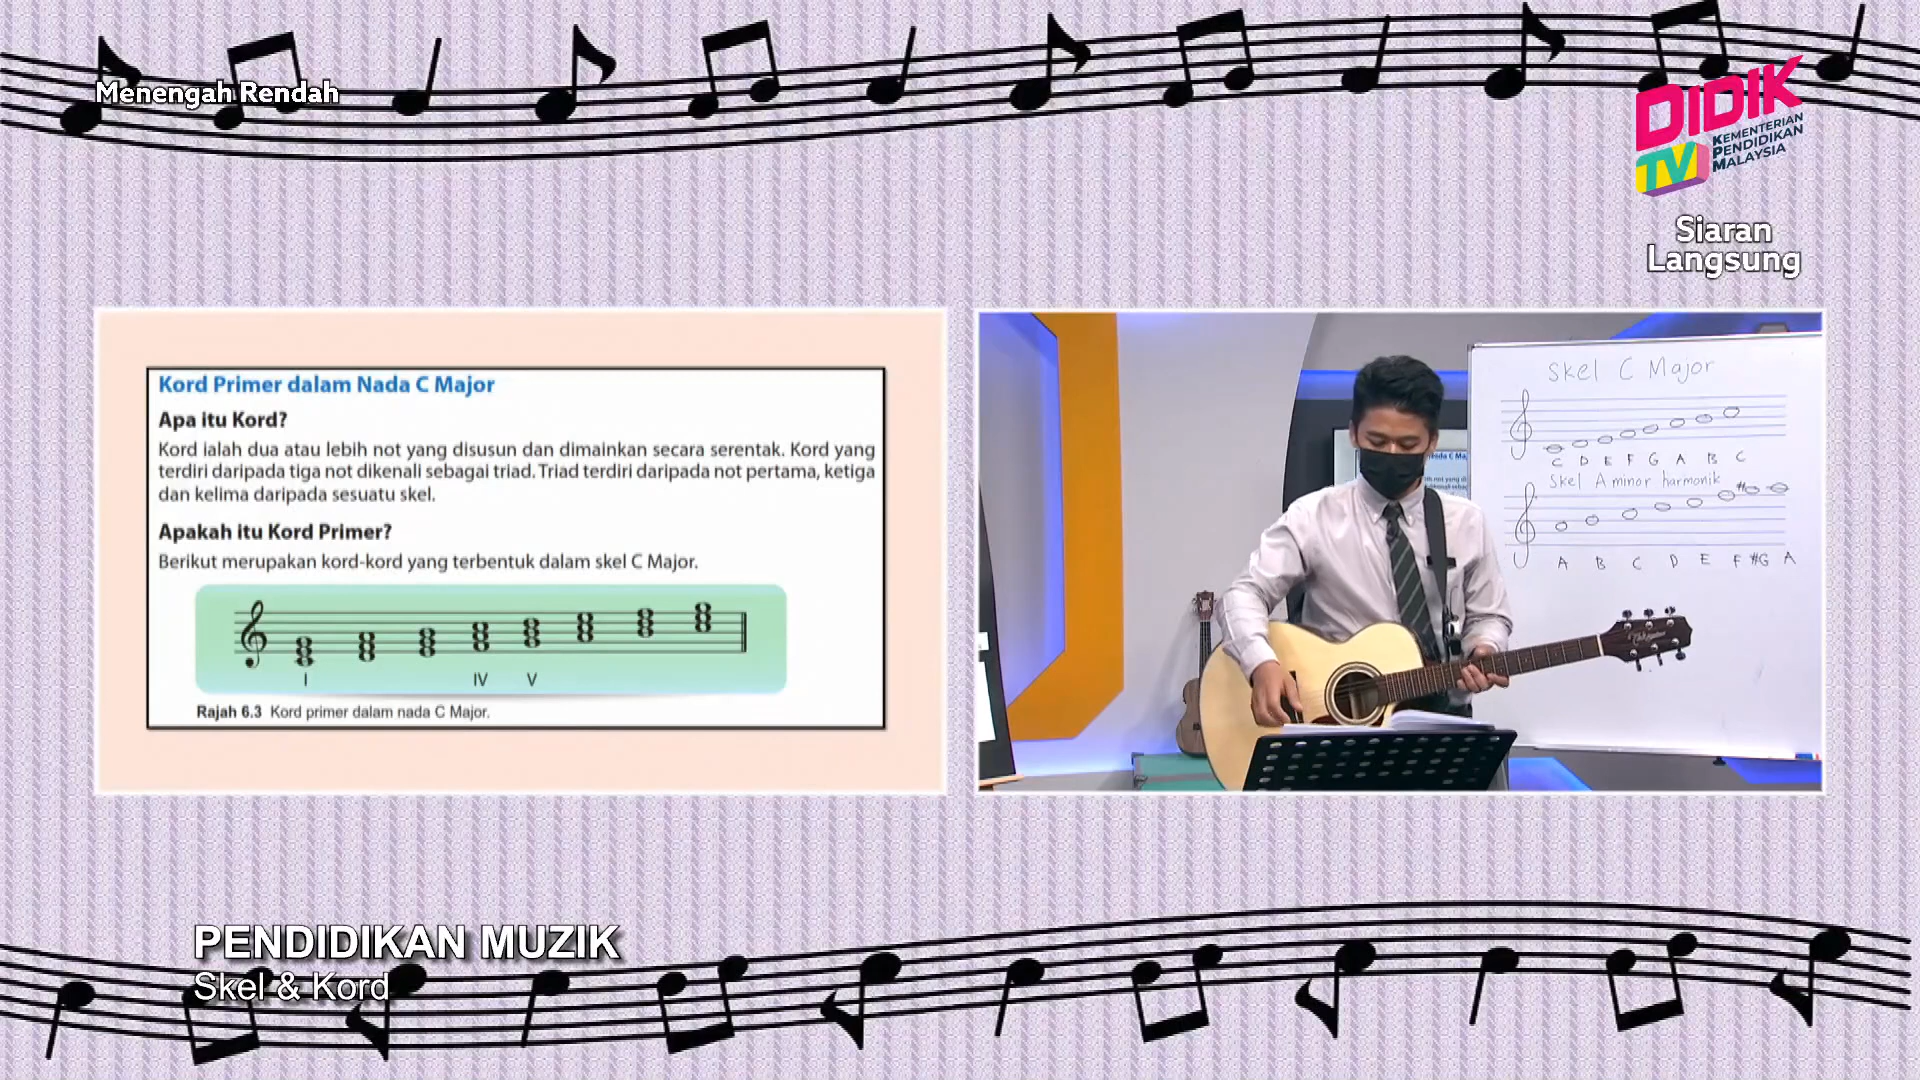 Menengah Rendah
DIDIK
TV
KEMENTERIAN
PENDIDIKAN
MALAYSIA
Siaran
Langsung
Kord Primer dalam Nada C Major
Apa itu Kord?
Kord ialah dua atau lebih not yang disusun dan dimainkan secara serentak. Kord yang
terdiri daripada tiga not dikenali sebagai triad. Triad terdiri daripada not pertama, ketiga
dan kelima daripada sesuatu skel.
Apakah itu Kord Primer?
Berikut merupakan kord-kord yang terbentuk dalam skel C Major.
I IV V
Rajah 6.3 Kord primer dalam nada C Major.
Skel C Major
C D E F G A B C
Skel A minor harmonik
#
A B C D E F #G A
PENDIDIKAN MUZIK
Skel & Kord